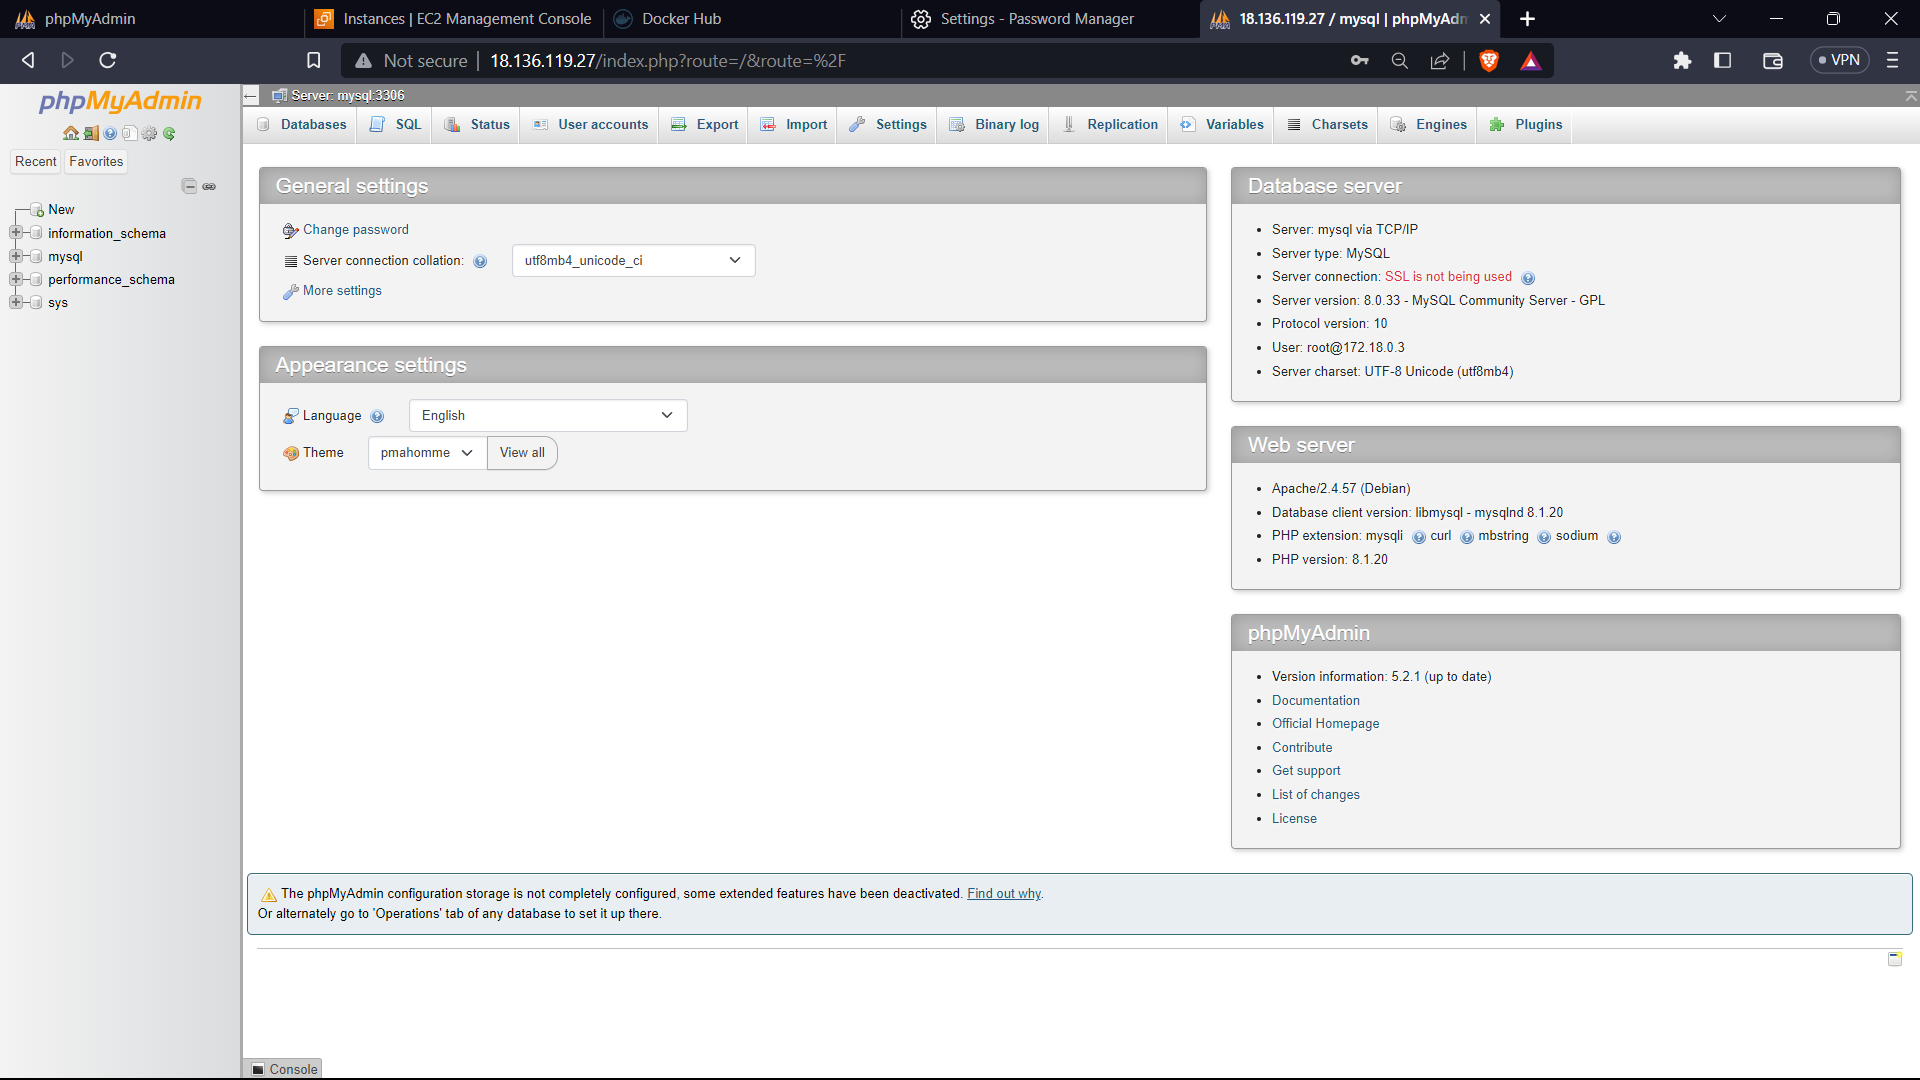 phpMyAdmin
Instances | EC2 Management Console
Docker Hub
Settings - Password Manager
18.136.119.27 / mysql | phpMyAdm
Not secure
18.136.119.27/index.php?route=/&route=%2F
VPN
phpMyAdmin
Recent
Favorites
New
information_schema
mysql
performance_schema
sys
Server: mysql:3306
Databases
SQL
Status
User accounts
Export
Import
Settings
Binary log
Replication
Variables
Charsets
Engines
Plugins
General settings
Change password
Server connection collation:
utf8mb4_unicode_ci
More settings
Appearance settings
Language
English
Theme
pmahomme
View all
Database server
Server: mysql via TCP/IP
Server type: MySQL
Server connection: SSL is not being used
Server version: 8.0.33 - MySQL Community Server - GPL
Protocol version: 10
User: root@172.18.0.3
Server charset: UTF-8 Unicode (utf8mb4)
Web server
Apache/2.4.57 (Debian)
Database client version: libmysql - mysqlnd 8.1.20
PHP extension: mysqli curl mbstring sodium
PHP version: 8.1.20
phpMyAdmin
Version information: 5.2.1 (up to date)
Documentation
Official Homepage
Contribute
Get support
List of changes
License
The phpMyAdmin configuration storage is not completely configured, some extended features have been deactivated. Find out why.
Or alternately go to 'Operations' tab of any database to set it up there.
Console